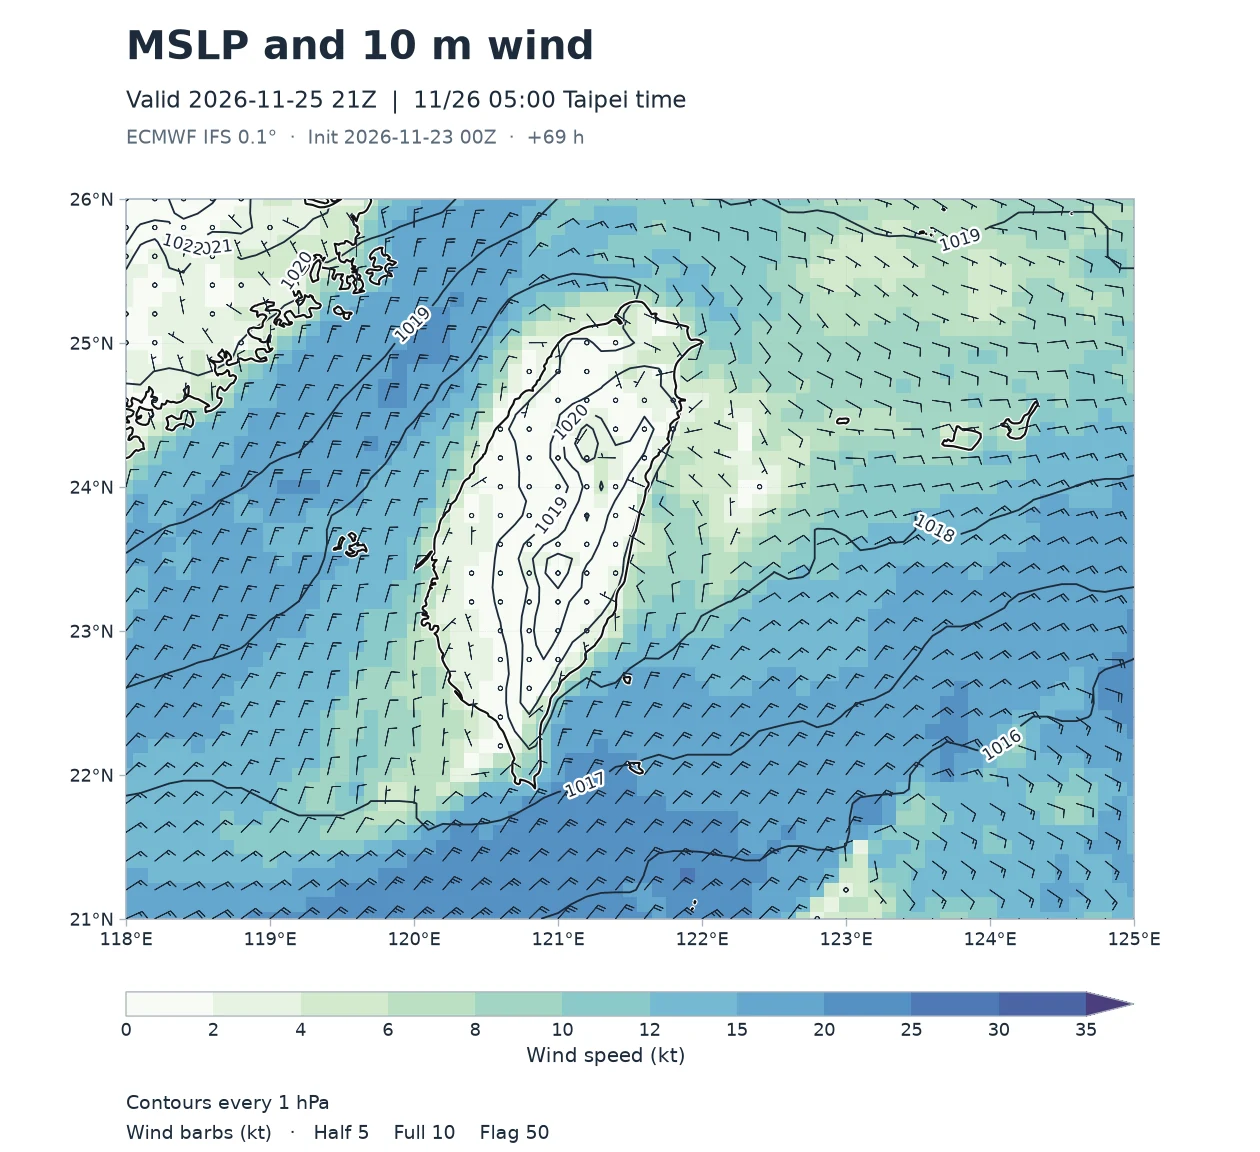 MSLP and 10 m wind
Valid 2026-11-25 21Z | 11/26 05:00 Taipei time
ECMWF IFS 0.1° · Init 2026-11-23 00Z · +69 h
26°N
25°N
24°N
23°N
22°N
21°N
1022
1021
1020
1019
1019
1020
1019
1018
1017
1016
118°E 119°E 120°E 121°E 122°E 123°E 124°E 125°E
0 2 4 6 8 10 12 15 20 25 30 35
Wind speed (kt)
Contours every 1 hPa
Wind barbs (kt) · Half 5 Full 10 Flag 50